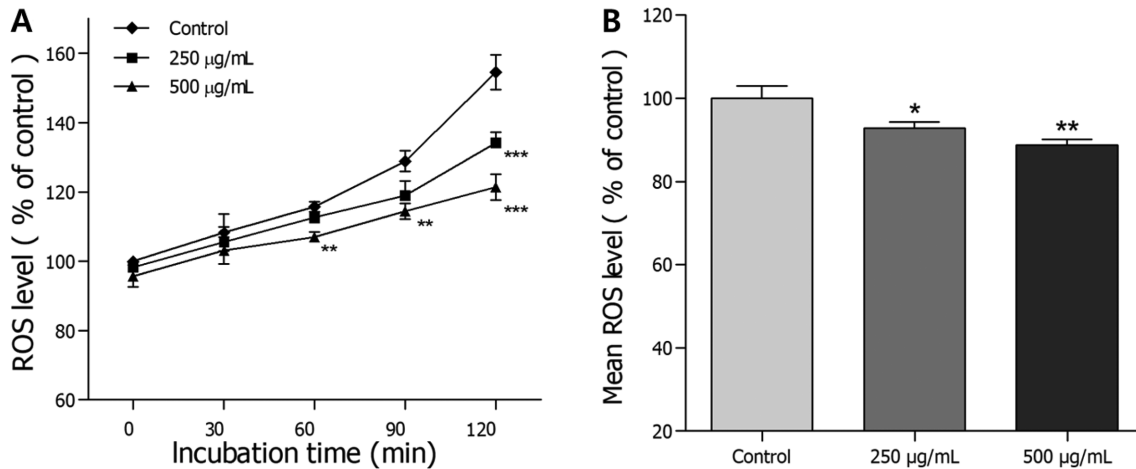 A
ROS level ( % of control)
160
140
120
100
80
60
Control
250 µg/mL
500 µg/mL
**
**
***
***
0 30 60 90 120
Incubation time (min)
B
Mean ROS level ( % of control)
120
100
80
60
40
20
*
**
Control 250 µg/mL 500 µg/mL